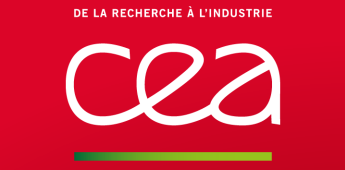 DE LA RECHERCHE À L'INDUSTRIE
cea